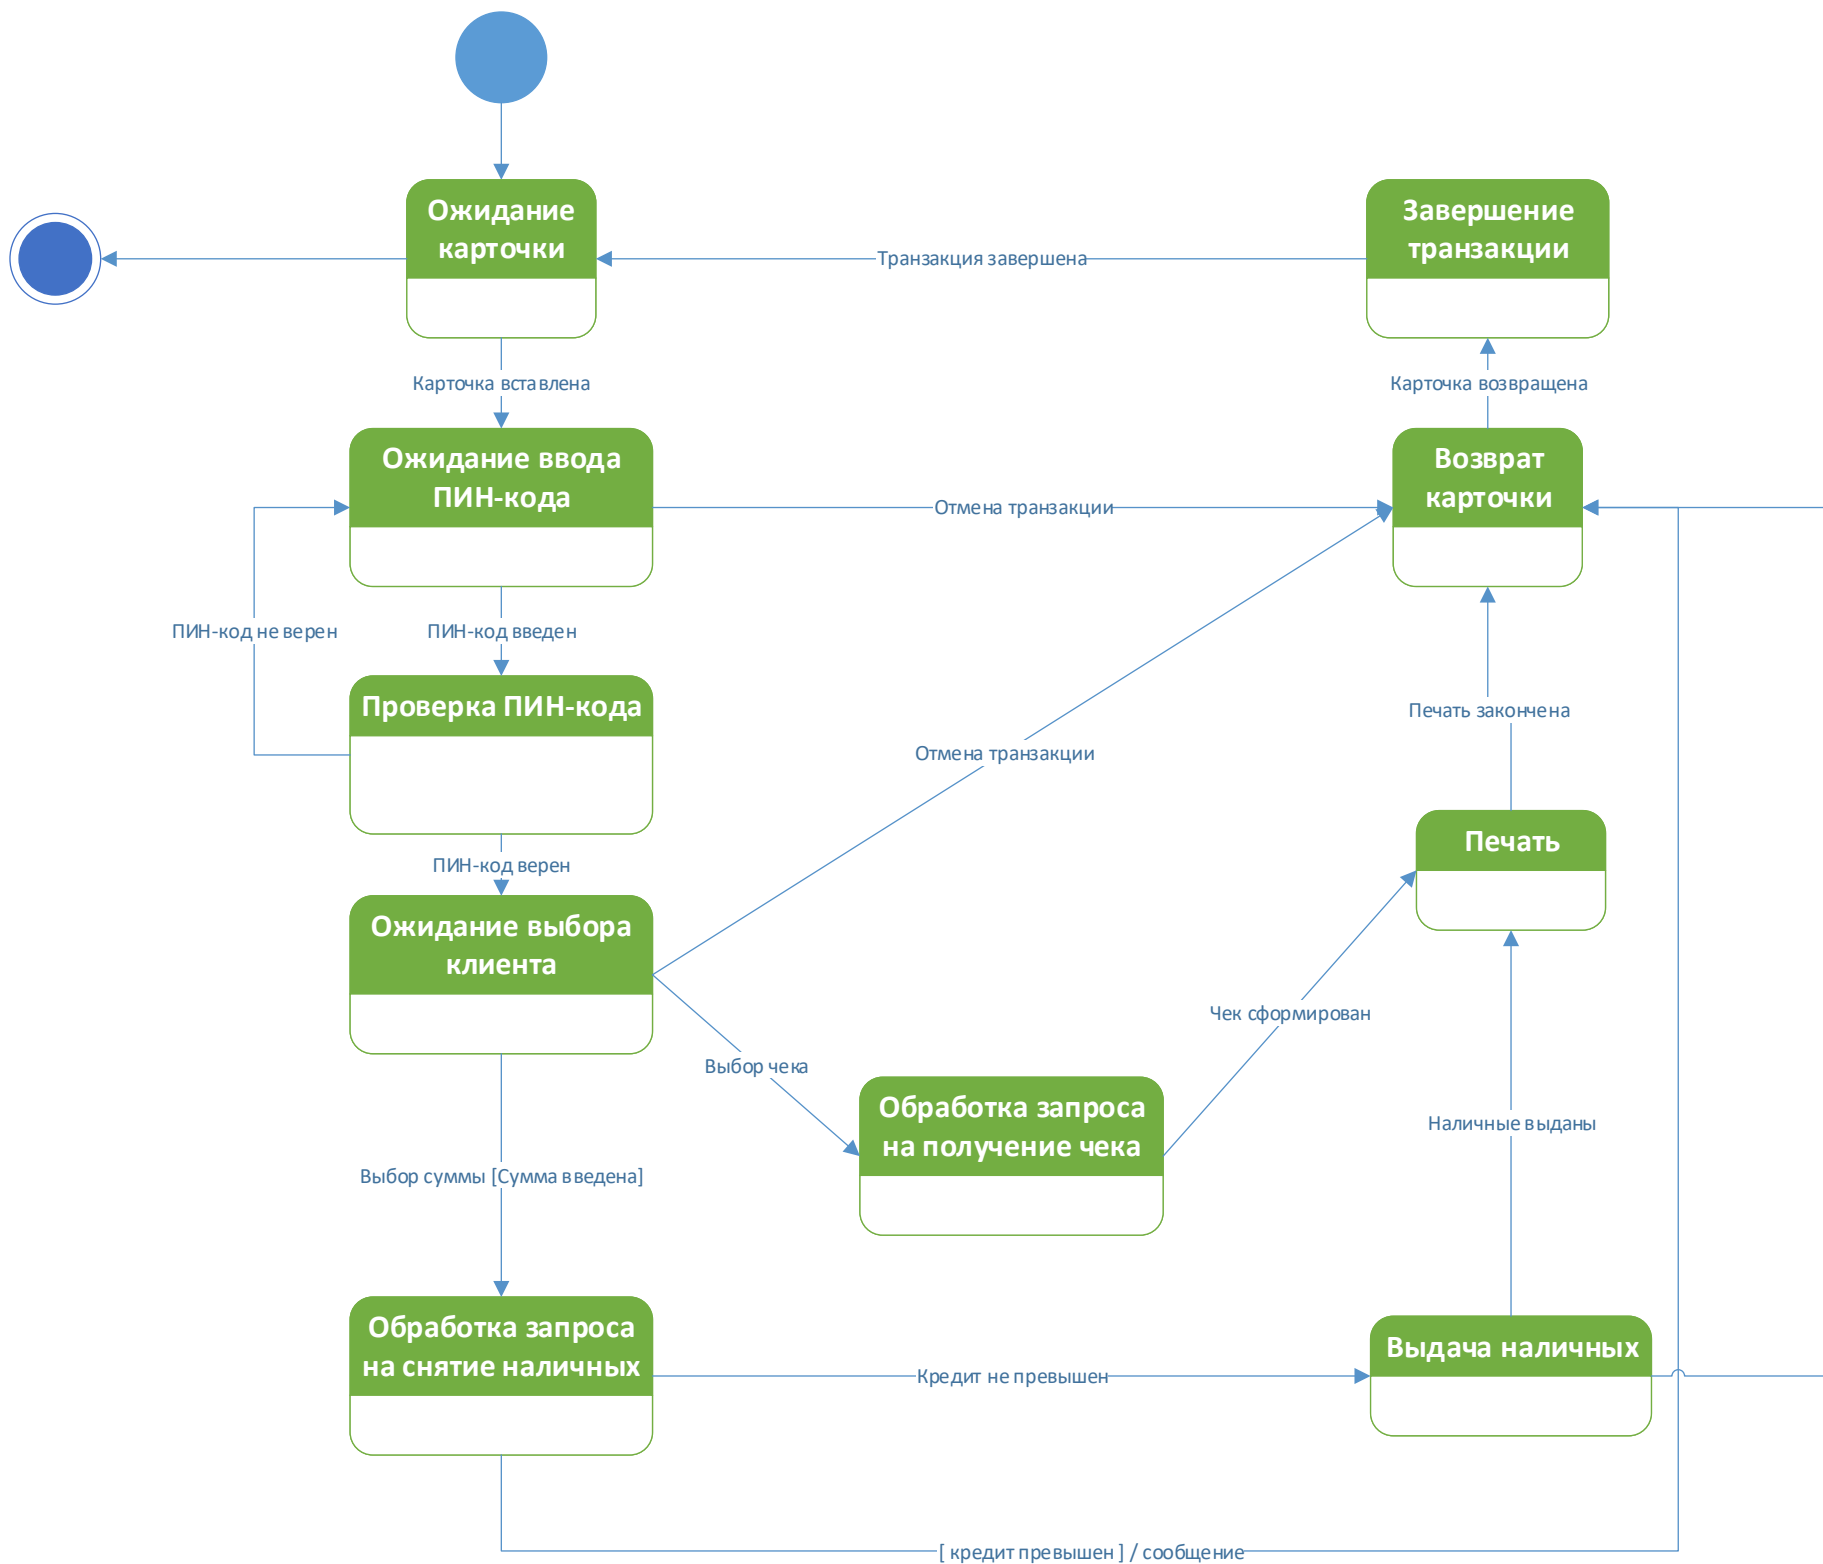 Ожидание
карточки
Завершение
транзакции
Транзакция завершена
Карточка вставлена
Карточка возвращена
Ожидание ввода
ПИН-кода
Возврат
карточки
Отмена транзакции
ПИН-код не верен
ПИН-код введен
Проверка ПИН-кода
Печать закончена
Отмена транзакции
Печать
ПИН-код верен
Ожидание выбора
клиента
Чек сформирован
Выбор чека
Обработка запроса
на получение чека
Наличные выданы
Выбор суммы [Сумма введена]
Обработка запроса
на снятие наличных
Выдача наличных
Кредит не превышен
[ кредит превышен ] / сообщение